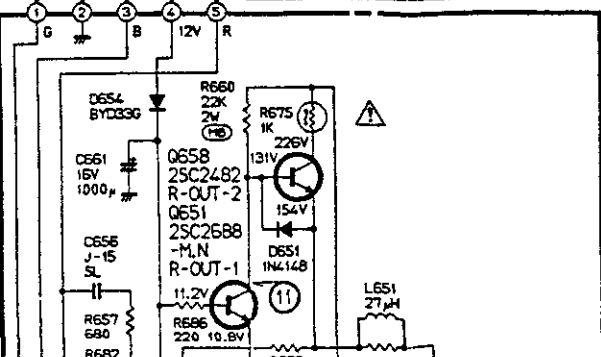 1 2 3 4 5
G B 12V R
D654
BYD33G
R660
22K
2W
MB
R675
1K
226V
131V
C661
16V
1000μ
Q658
2SC2482
R-OUT-2
Q651
2SC2688
-M.N
R-OUT-1
154V
D651
1N4148
C656
J-15
SL
11.2V
11
L651
27μH
R657
680
R686
220 10.8V
R682